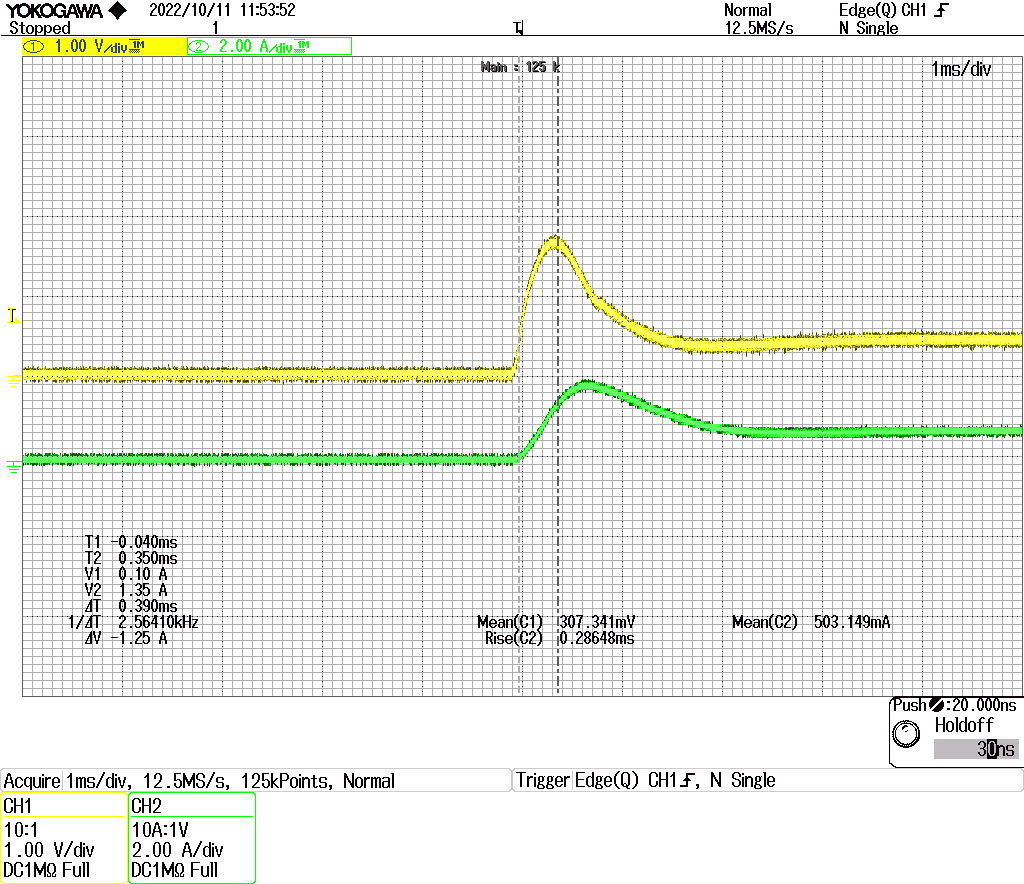 YOKOGAWA ◆ 2022/10/11 11:53:52 Normal Edge(Q) CH1
Stopped 1 T 12.5MS/s N Single
1 1.00 V/div 1M 2 2.00 A/div 1M
Main : 125 k 1ms/div
T
T1 -0.040ms
T2 0.350ms
V1 0.10 A
V2 1.35 A
ΔT 0.390ms
1/ΔT 2.56410kHz Mean(C1) 307.341mV Mean(C2) 503.149mA
ΔV -1.25 A Rise(C2) 0.28648ms
Push :20.000ns
Holdoff
30ns
Acquire 1ms/div, 12.5MS/s, 125kPoints, Normal Trigger Edge(Q) CH1, N Single
CH1 CH2
10:1 10A:1V
1.00 V/div 2.00 A/div
DC1MΩ Full DC1MΩ Full